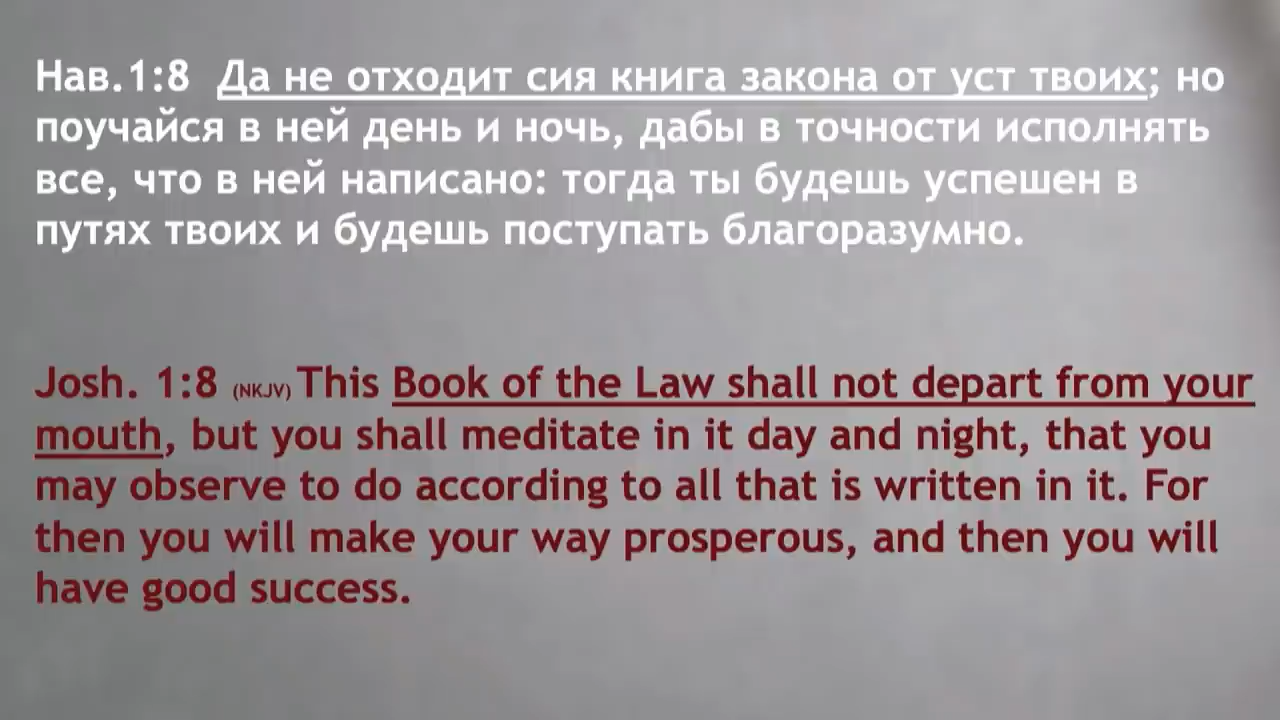 Нав.1:8 Да не отходит сия книга закона от уст твоих; но
поучайся в ней день и ночь, дабы в точности исполнять
все, что в ней написано: тогда ты будешь успешен в
путях твоих и будешь поступать благоразумно.
Josh. 1:8 (NKJV) This Book of the Law shall not depart from your
mouth, but you shall meditate in it day and night, that you
may observe to do according to all that is written in it. For
then you will make your way prosperous, and then you will
have good success.